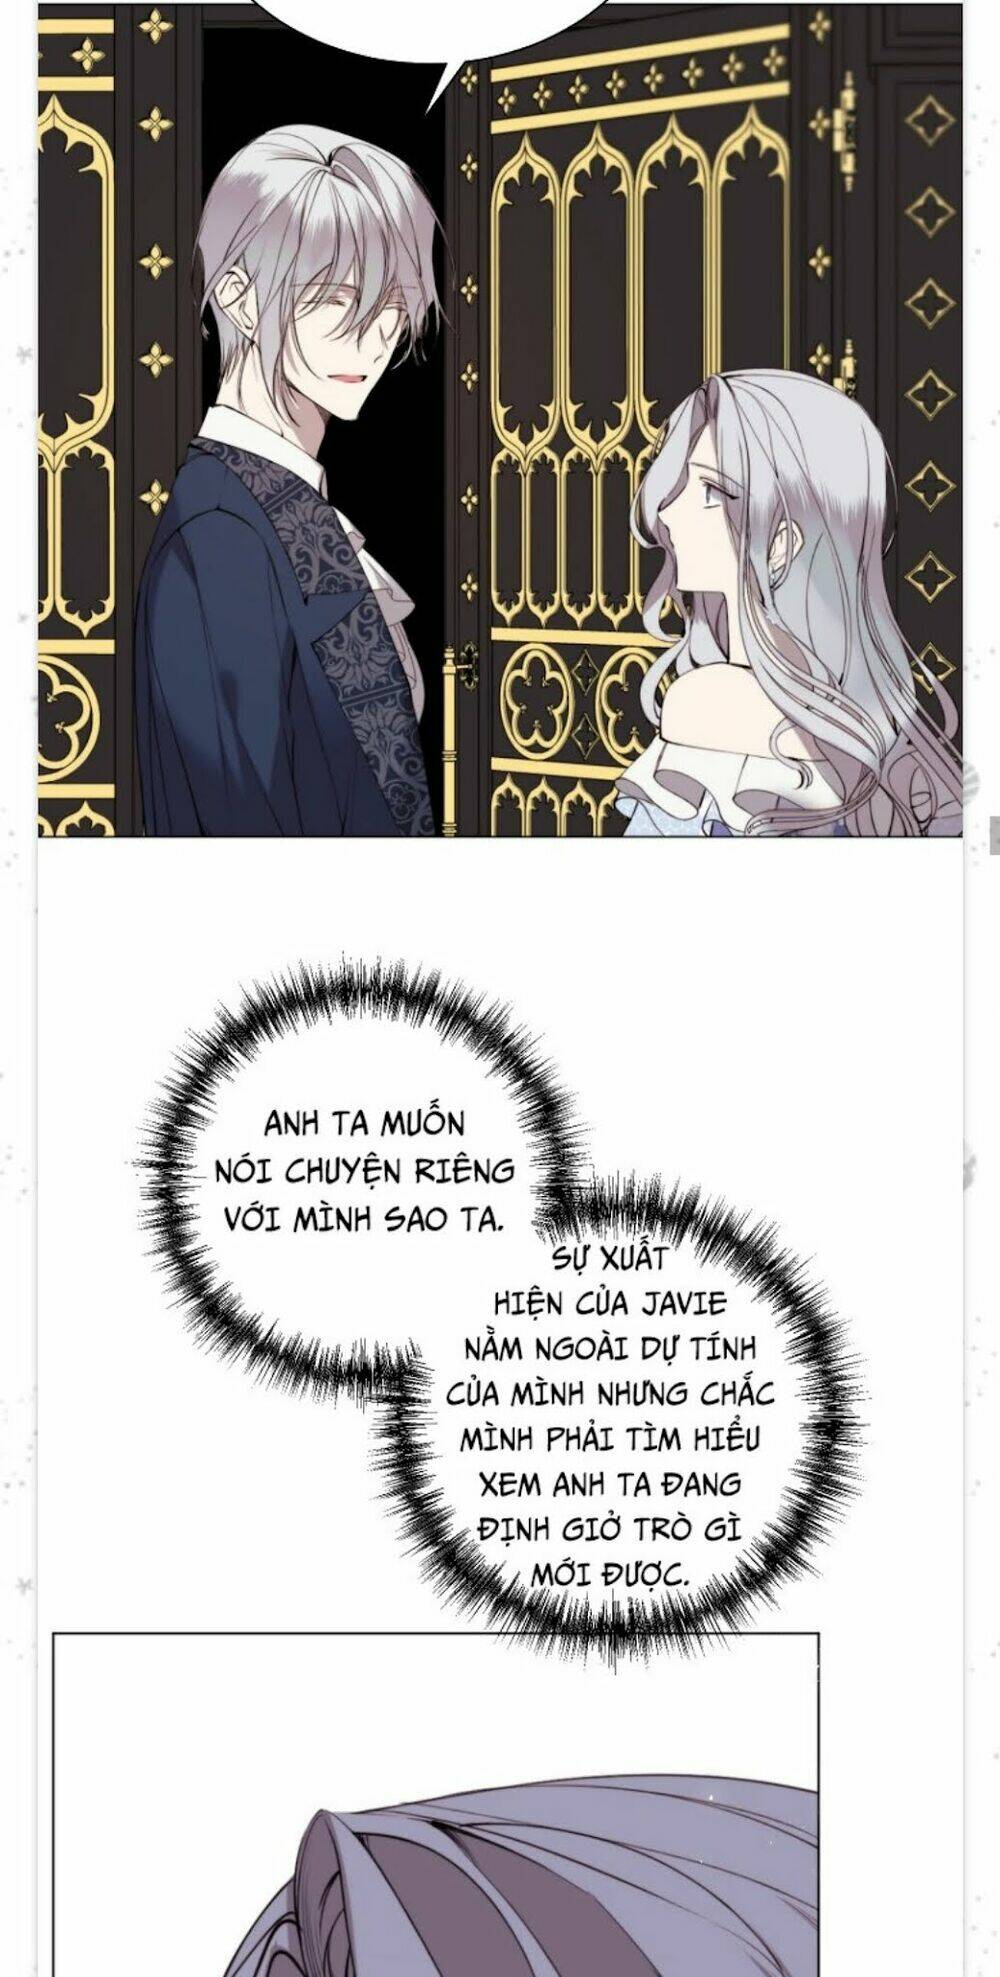 ANH TA MUỐN
NÓI CHUYỆN RIÊNG
VỚI MÌNH SAO TA.
SỰ XUẤT
HIỆN CỦA JAVIE
NẰM NGOÀI DỰ TÍNH
CỦA MÌNH NHƯNG CHẮC
MÌNH PHẢI TÌM HIỂU
XEM ANH TA ĐANG
ĐỊNH GIỞ TRÒ GÌ
MỚI ĐƯỢC.